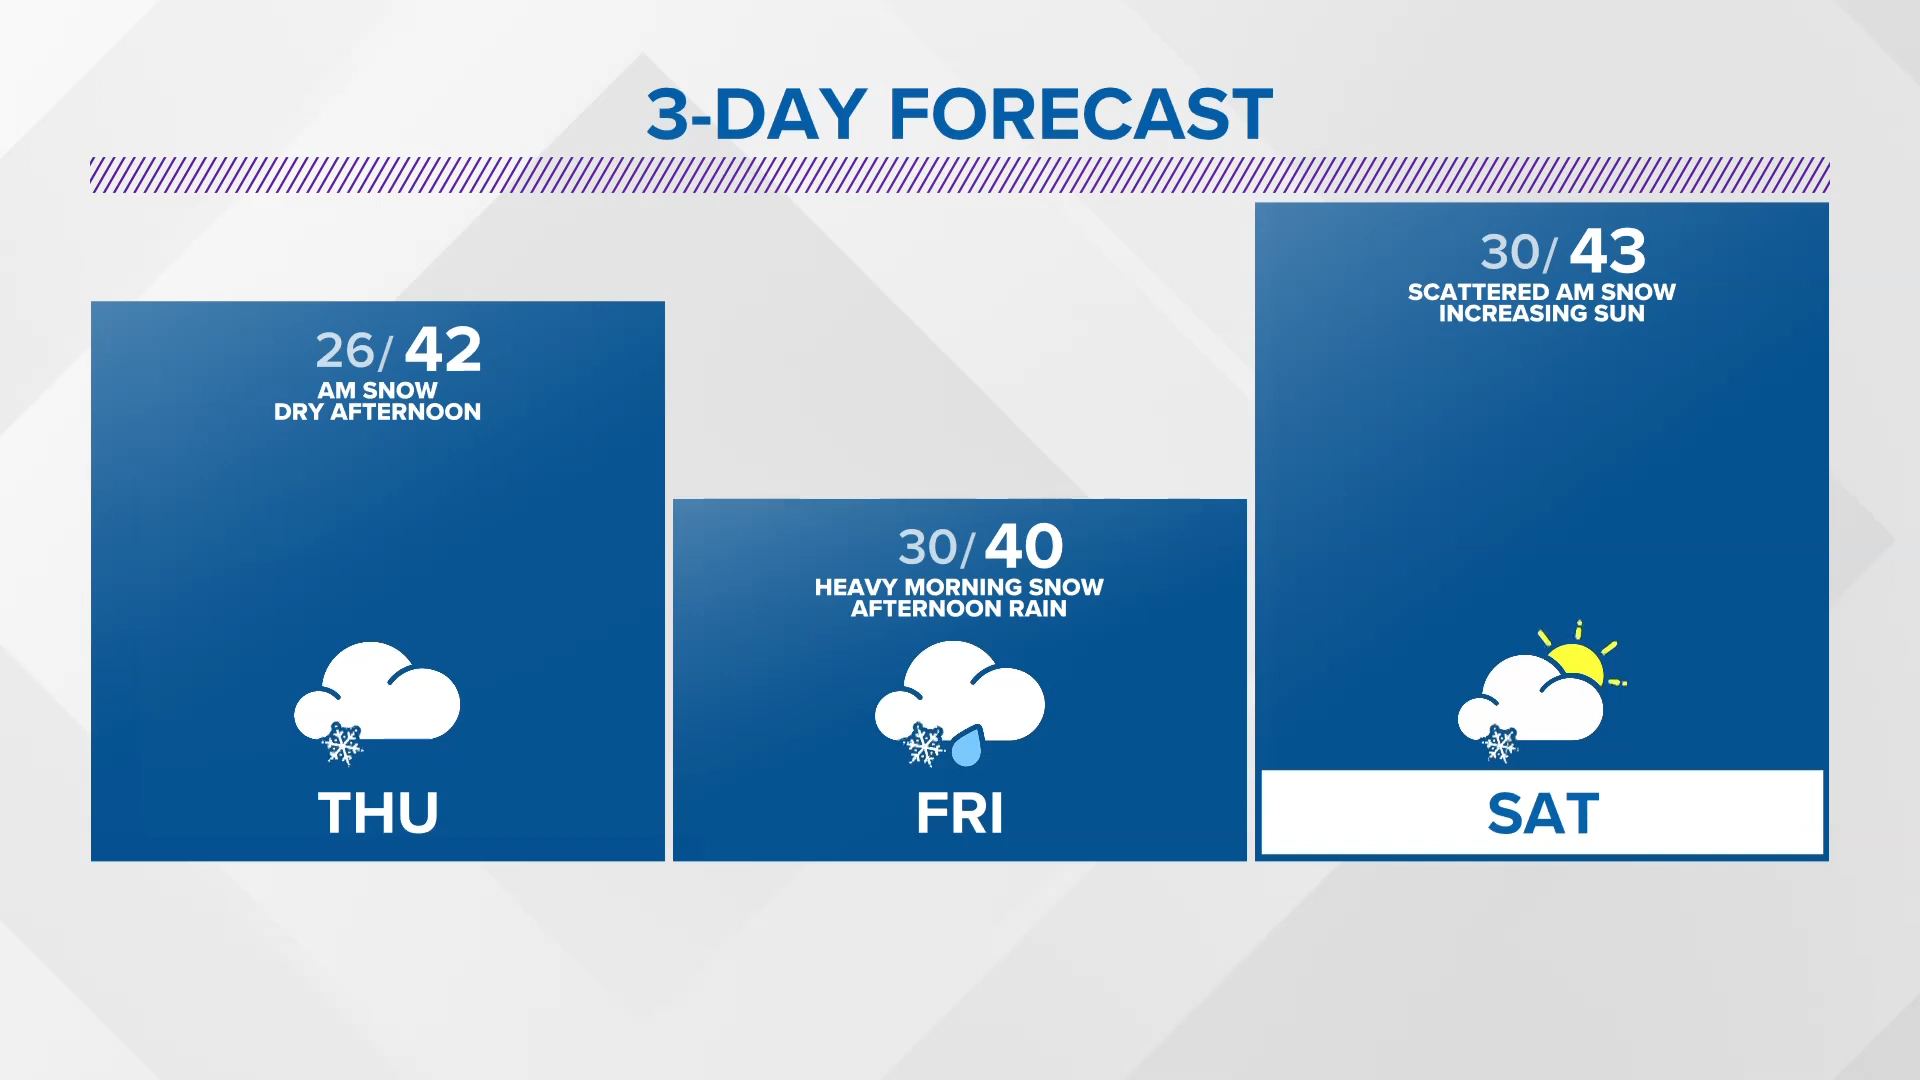 3-DAY FORECAST
26/ 42
AM SNOW
DRY AFTERNOON
THU
30/ 40
HEAVY MORNING SNOW
AFTERNOON RAIN
FRI
30/ 43
SCATTERED AM SNOW
INCREASING SUN
SAT